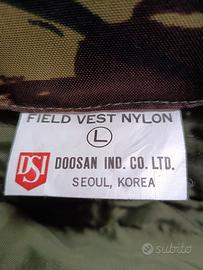 FIELD VEST NYLON
L
DSI
DOOSAN IND. CO. LTD.
SEOUL, KOREA
subito